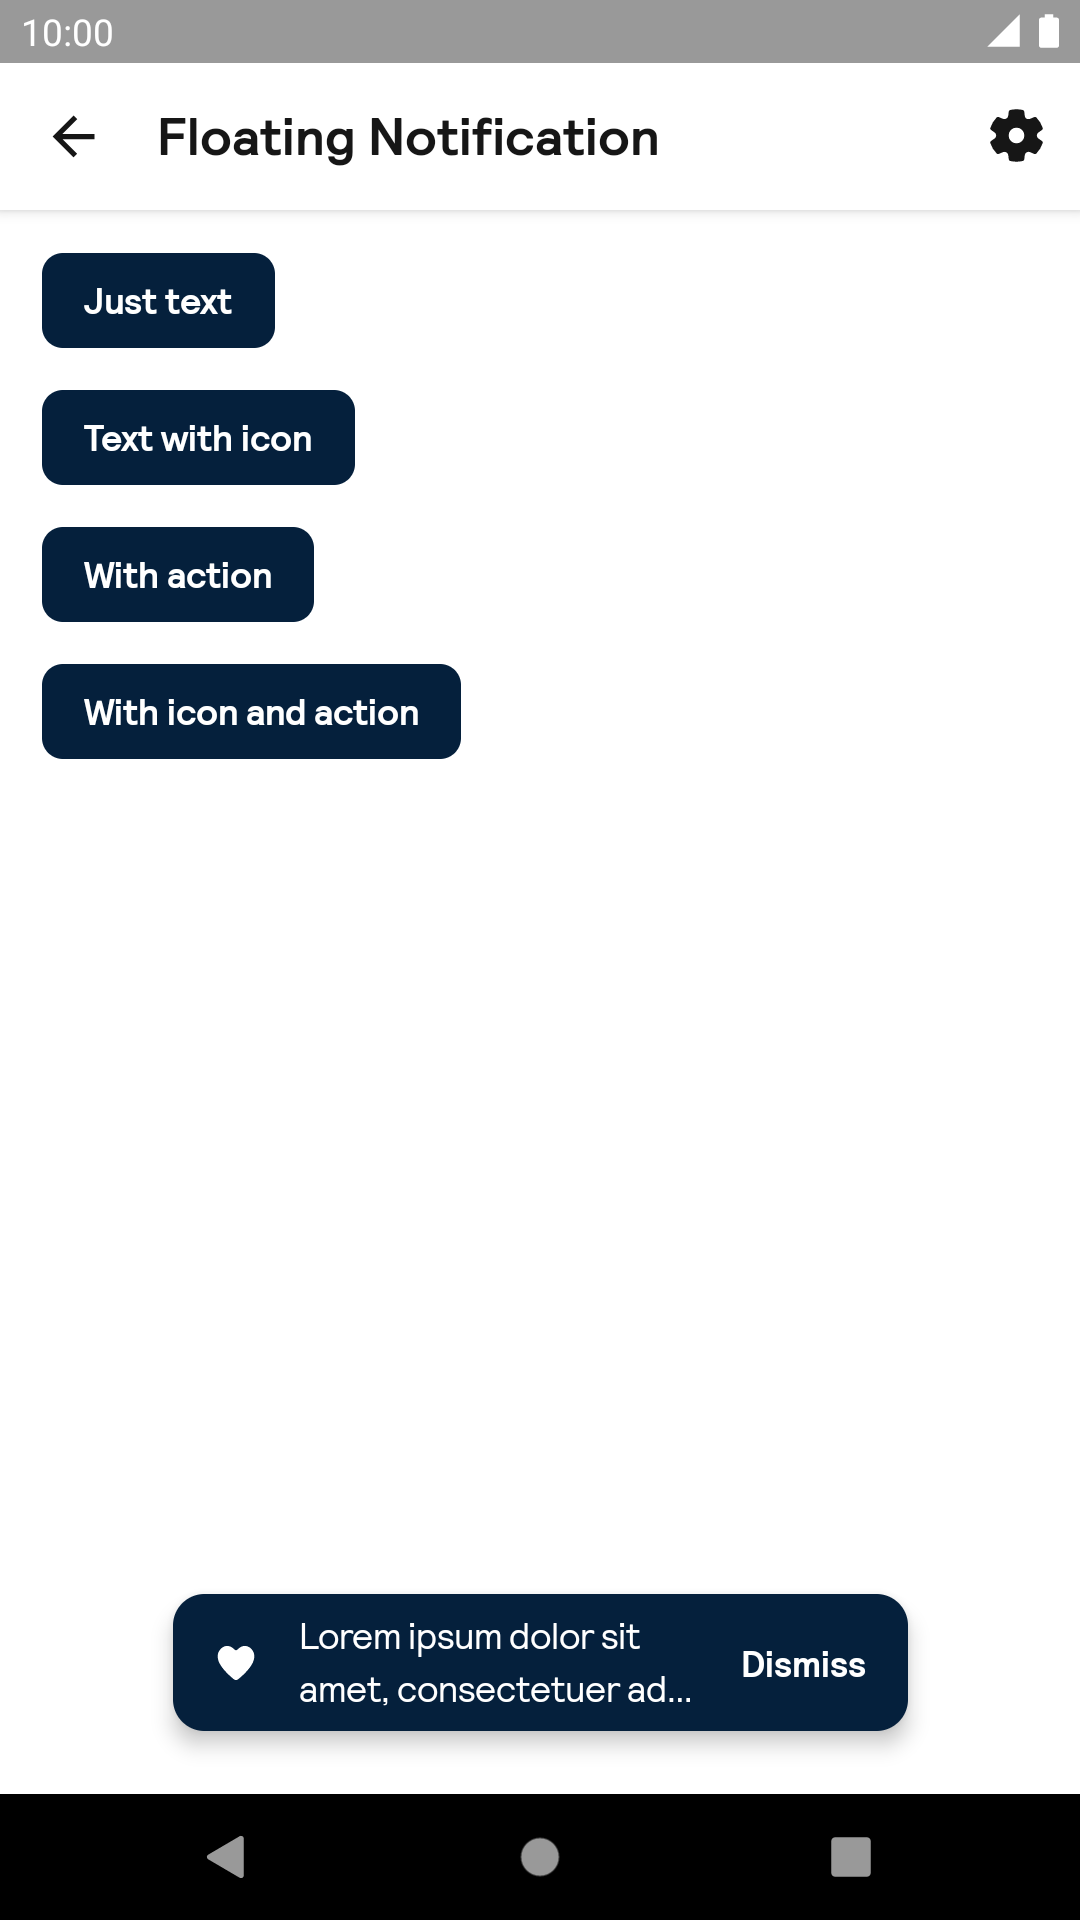 10:00
Floating Notification
Just text
Text with icon
With action
With icon and action
Lorem ipsum dolor sit
amet, consectetuer ad...
Dismiss